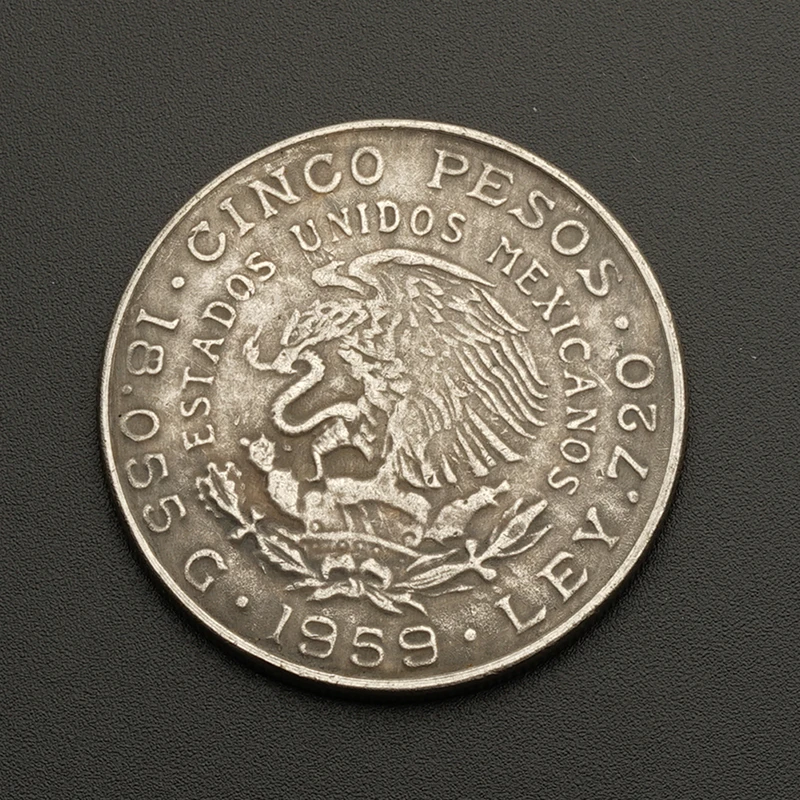 CINCO PESOS · LEY .720 · 1959 · 18.055 G ·
ESTADOS UNIDOS MEXICANOS